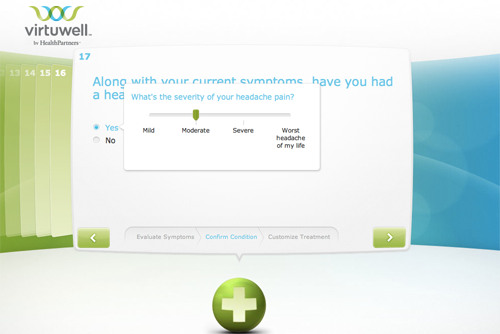 virtuwell™
by HealthPartners
17
13 14 15 16
Along with your current symptoms, have you had
a hea
What's the severity of your headache pain?
Mild
Moderate
Severe
Worst
headache
of my life
Yes
No
Evaluate Symptoms
Confirm Condition
Customize Treatment